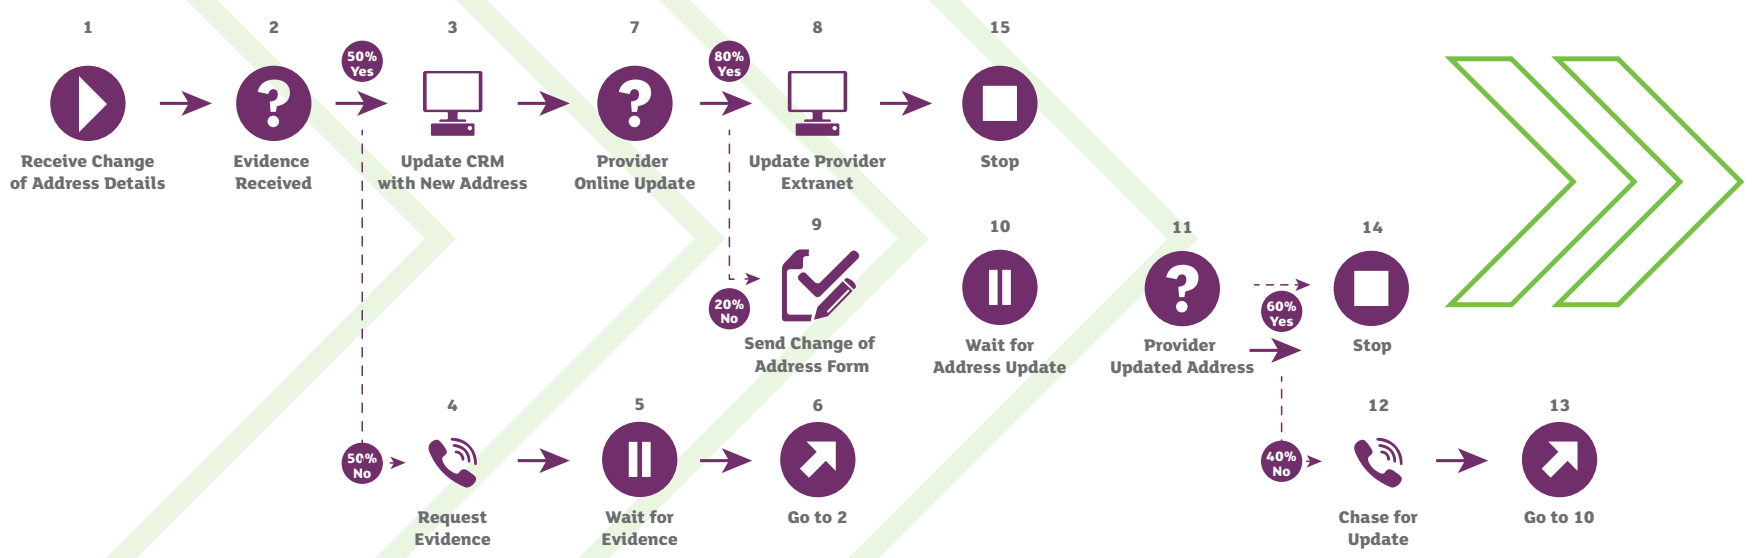 1
2
3
7
8
15
50%
Yes
80%
Yes
Receive Change
of Address Details
Evidence
Received
Update CRM
with New Address
Provider
Online Update
Update Provider
Extranet
Stop
9
10
11
14
20%
No
60%
Yes
Send Change of
Address Form
Wait for
Address Update
Provider
Updated Address
Stop
4
5
6
12
13
50%
No
40%
No
Request
Evidence
Wait for
Evidence
Go to 2
Chase for
Update
Go to 10